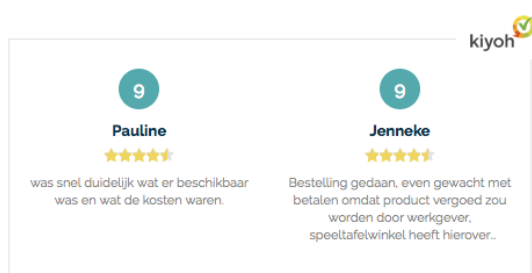 kiyoh
9
Pauline
was snel duidelijk wat er beschikbaar
was en wat de kosten waren.
9
Jenneke
Bestelling gedaan, even gewacht met
betalen omdat product vergoed zou
worden door werkgever,
speeltafelwinkel heeft hierover...